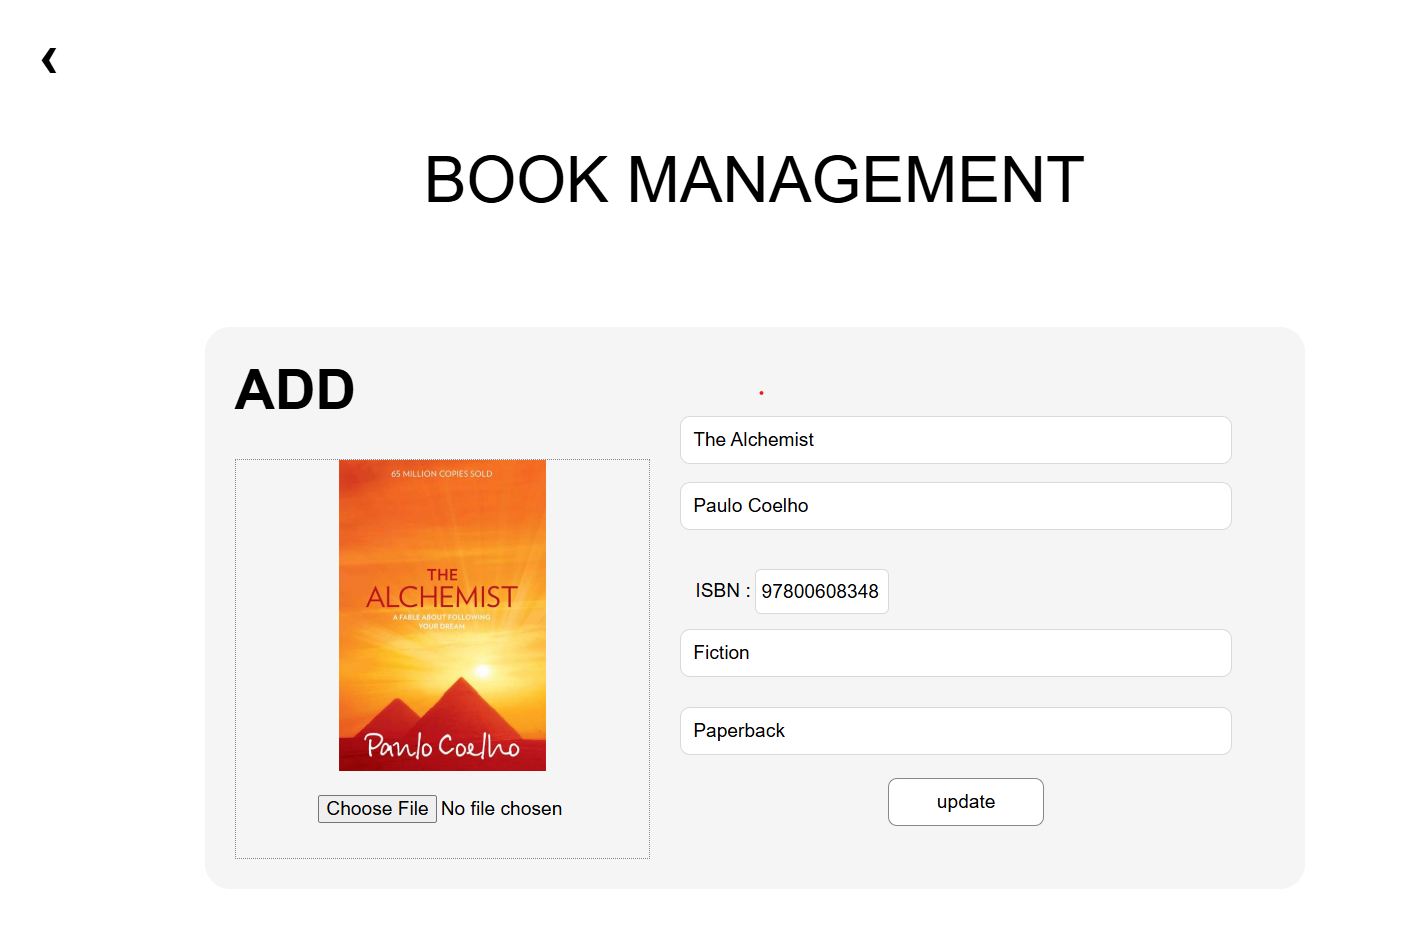 ❮
BOOK MANAGEMENT
ADD
65 MILLION COPIES SOLD
THE
ALCHEMIST
A FABLE ABOUT FOLLOWING
YOUR DREAM
Paulo Coelho
Choose File No file chosen
The Alchemist
Paulo Coelho
ISBN : 97800608348
Fiction
Paperback
update